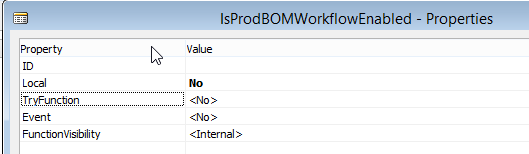 IsProdBOMWorkflowEnabled - Properties
Property Value
ID
Local No
TryFunction <No>
Event <No>
FunctionVisibility <Internal>